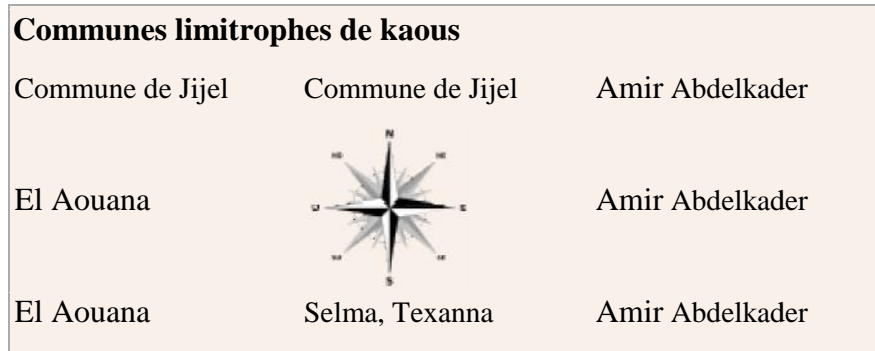 Communes limitrophes de kaous
Commune de Jijel Commune de Jijel Amir Abdelkader
N
El Aouana Amir Abdelkader
S
El Aouana Selma, Texanna Amir Abdelkader